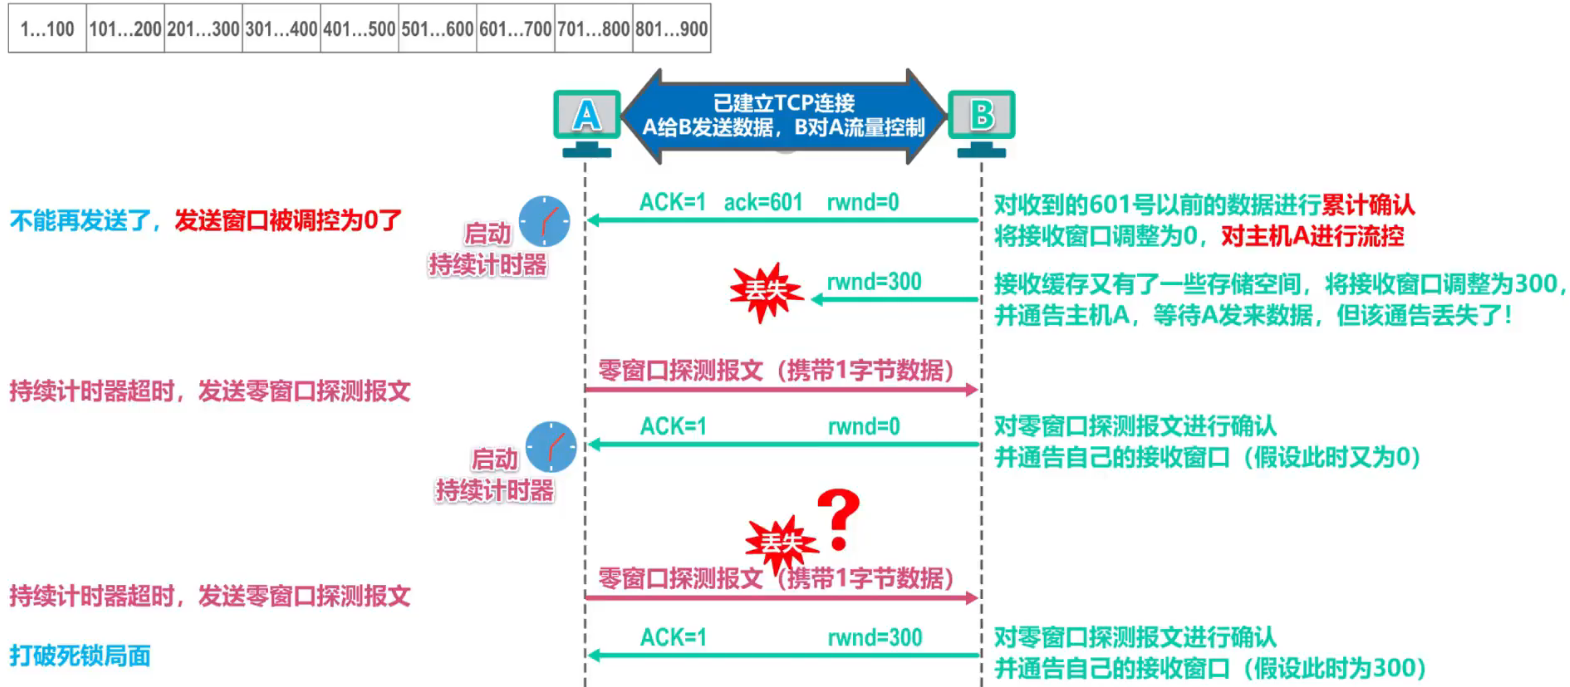 1...100 101...200 201...300 301...400 401...500 501...600 601...700 701...800 801...900
已建立TCP连接
A给B发送数据，B对A流量控制
A
B
不能再发送了，发送窗口被调控为0了
启动
持续计时器
ACK=1 ack=601 rwnd=0
对收到的601号以前的数据进行累计确认
将接收窗口调整为0，对主机A进行流控
丢失
rwnd=300
接收缓存又有了一些存储空间，将接收窗口调整为300，
并通告主机A，等待A发来数据，但该通告丢失了！
持续计时器超时，发送零窗口探测报文
零窗口探测报文（携带1字节数据）
ACK=1 rwnd=0
对零窗口探测报文进行确认
并通告自己的接收窗口（假设此时又为0）
启动
持续计时器
丢失
?
持续计时器超时，发送零窗口探测报文
零窗口探测报文（携带1字节数据）
打破死锁局面
ACK=1 rwnd=300
对零窗口探测报文进行确认
并通告自己的接收窗口（假设此时为300）